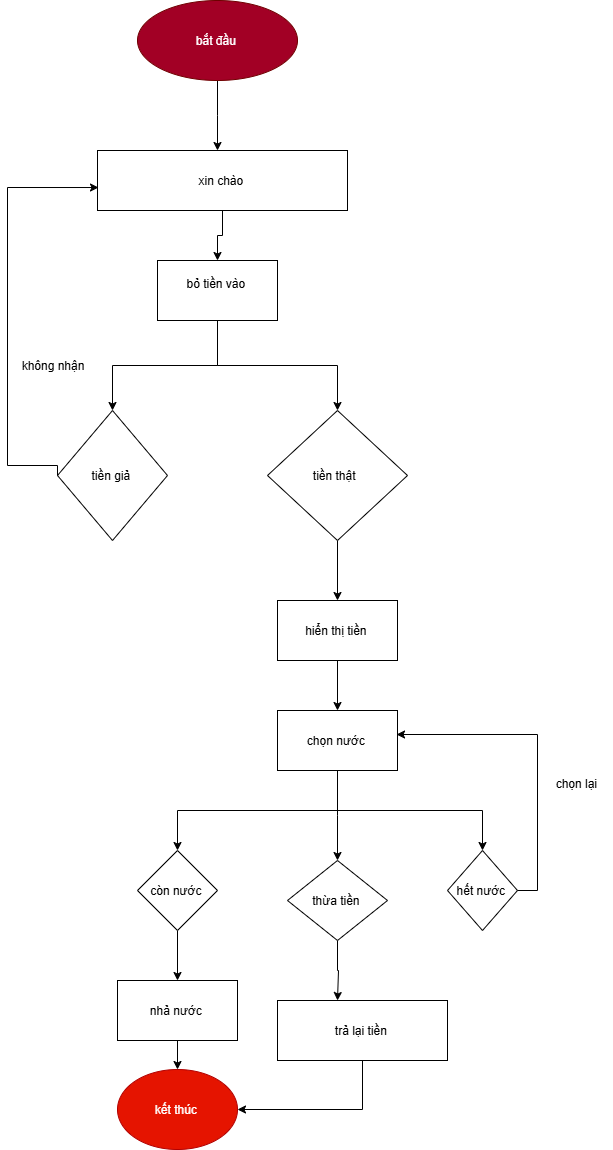 bắt đầu
xin chào
bỏ tiền vào
không nhận
tiền giả
tiền thật
hiển thị tiền
chọn nước
chọn lại
còn nước
thừa tiền
hết nước
nhả nước
trả lại tiền
kết thúc